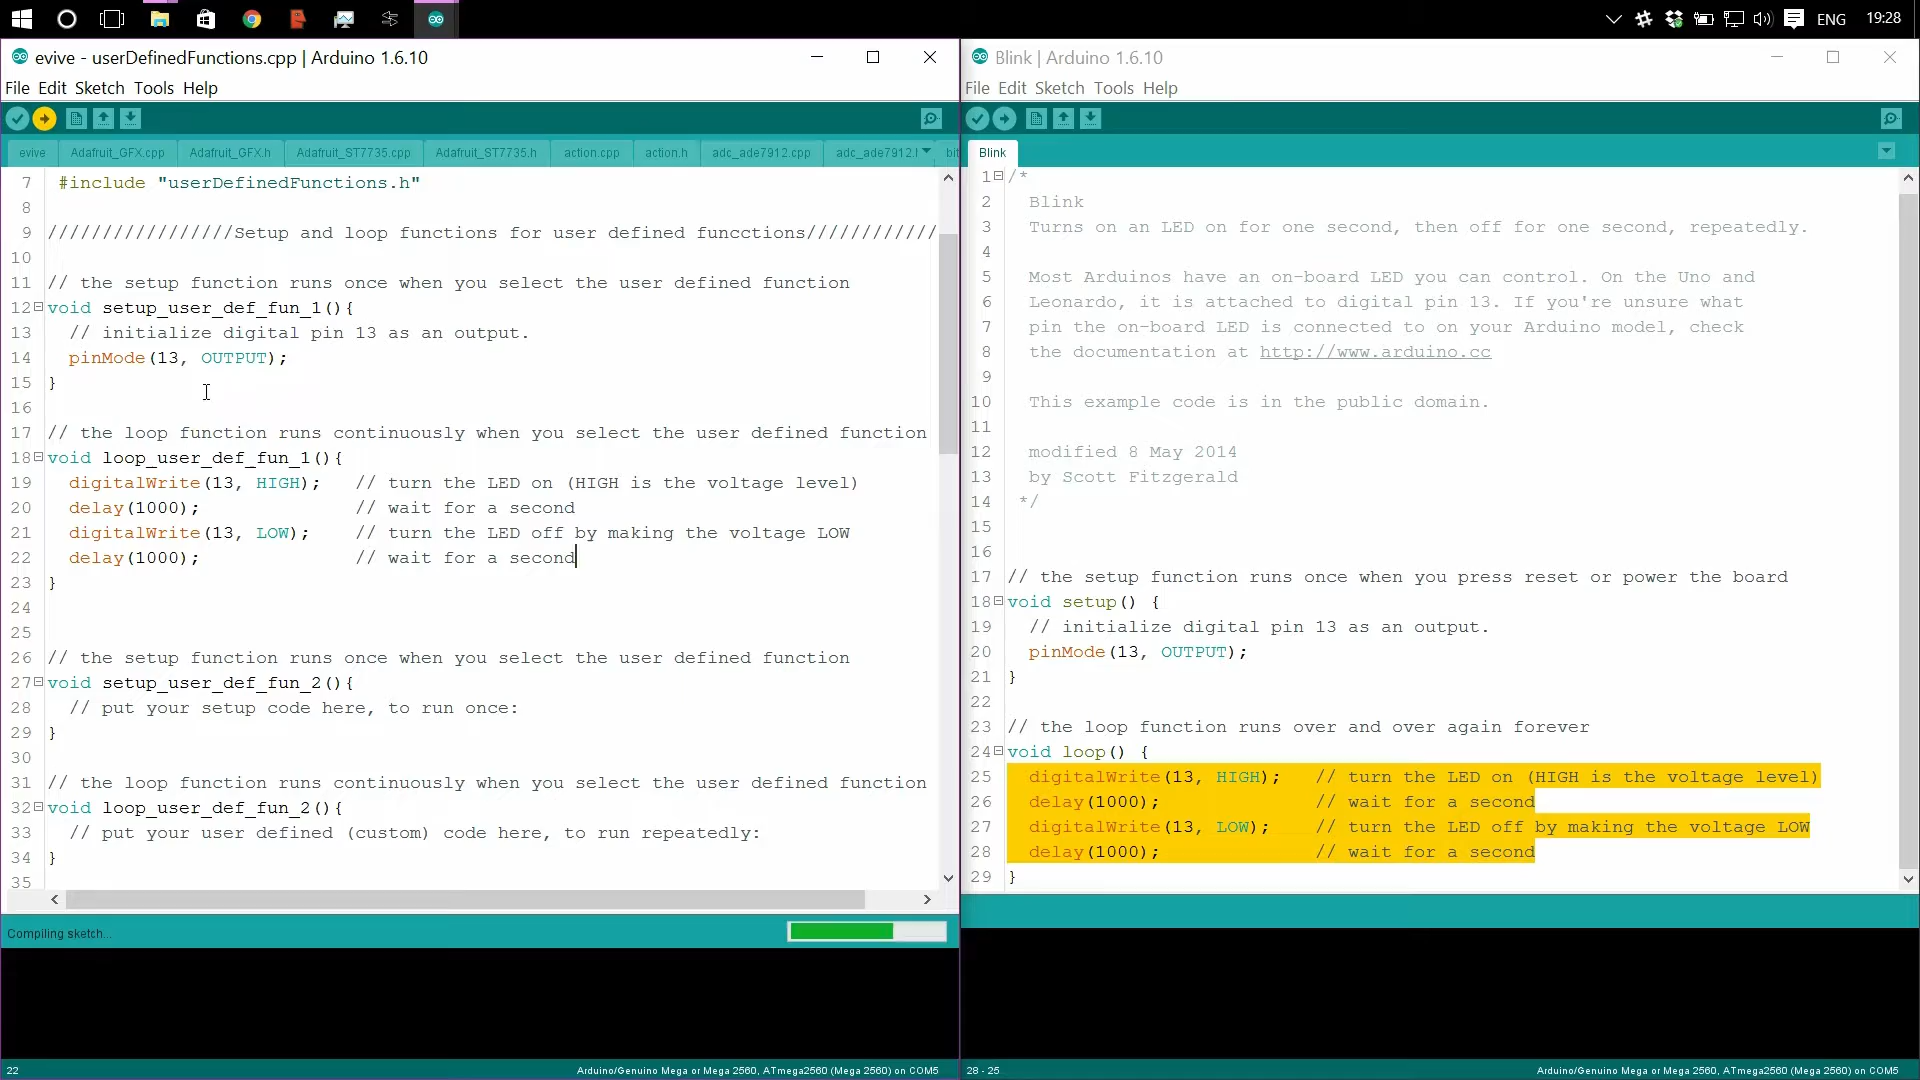 ENG
19:28
evive - userDefinedFunctions.cpp | Arduino 1.6.10
File Edit Sketch Tools Help
evive
Adafruit_GFX.cpp
Adafruit_GFX.h
Adafruit_ST7735.cpp
Adafruit_ST7735.h
action.cpp
action.h
adc_ade7912.cpp
adc_ade7912.h
7 #include "userDefinedFunctions.h"
8
9 /////////////////Setup and loop functions for user defined funcctions////////////
10
11 // the setup function runs once when you select the user defined function
12 void setup_user_def_fun_1(){
13 // initialize digital pin 13 as an output.
14 pinMode(13, OUTPUT);
15 }
16
17 // the loop function runs continuously when you select the user defined function
18 void loop_user_def_fun_1(){
19 digitalWrite(13, HIGH); // turn the LED on (HIGH is the voltage level)
20 delay(1000); // wait for a second
21 digitalWrite(13, LOW); // turn the LED off by making the voltage LOW
22 delay(1000); // wait for a second
23 }
24
25
26 // the setup function runs once when you select the user defined function
27 void setup_user_def_fun_2(){
28 // put your setup code here, to run once:
29 }
30
31 // the loop function runs continuously when you select the user defined function
32 void loop_user_def_fun_2(){
33 // put your user defined (custom) code here, to run repeatedly:
34 }
35
Compiling sketch...
22
Arduino/Genuino Mega or Mega 2560, ATmega2560 (Mega 2560) on COM5
Blink | Arduino 1.6.10
File Edit Sketch Tools Help
Blink
1 /*
2 Blink
3 Turns on an LED on for one second, then off for one second, repeatedly.
4
5 Most Arduinos have an on-board LED you can control. On the Uno and
6 Leonardo, it is attached to digital pin 13. If you're unsure what
7 pin the on-board LED is connected to on your Arduino model, check
8 the documentation at http://www.arduino.cc
9
10 This example code is in the public domain.
11
12 modified 8 May 2014
13 by Scott Fitzgerald
14 */
15
16
17 // the setup function runs once when you press reset or power the board
18 void setup() {
19 // initialize digital pin 13 as an output.
20 pinMode(13, OUTPUT);
21 }
22
23 // the loop function runs over and over again forever
24 void loop() {
25 digitalWrite(13, HIGH); // turn the LED on (HIGH is the voltage level)
26 delay(1000); // wait for a second
27 digitalWrite(13, LOW); // turn the LED off by making the voltage LOW
28 delay(1000); // wait for a second
29 }
28 - 25
Arduino/Genuino Mega or Mega 2560, ATmega2560 (Mega 2560) on COM5